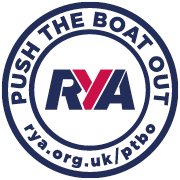 PUSH THE BOAT OUT
RYA
rya.org.uk/ptbo